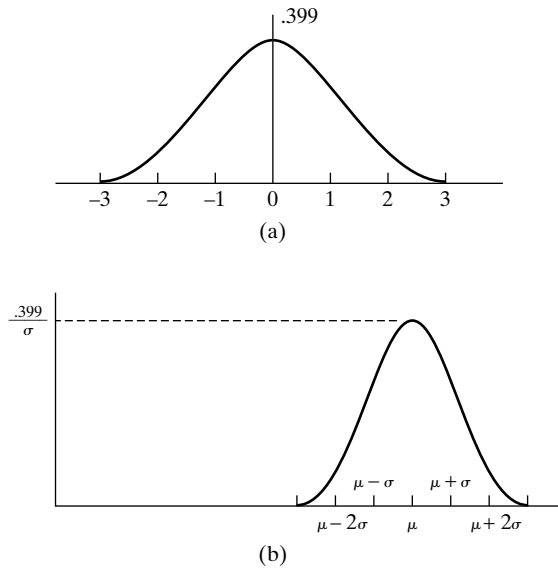 .399
–3 –2 –1 0 1 2 3
(a)
.399
σ
μ – σ μ + σ
μ – 2σ μ μ + 2σ
(b)